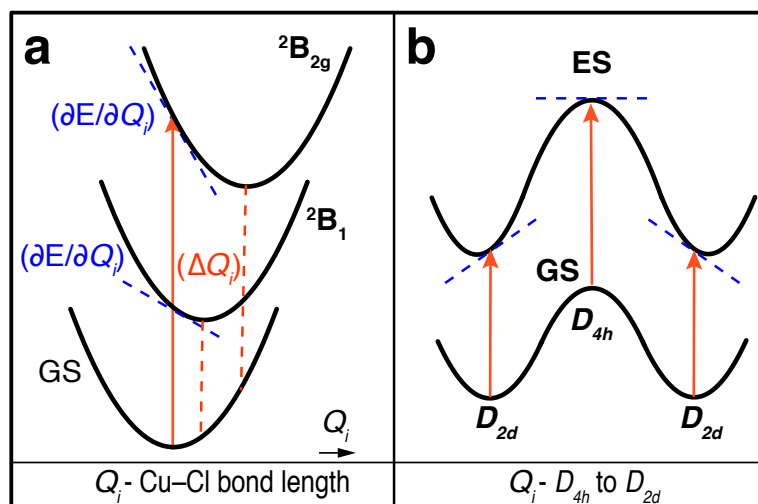 a
²B₂g
(∂E/∂Qᵢ)
²B₁
(∂E/∂Qᵢ)
(ΔQᵢ)
GS
Qᵢ
Qᵢ - Cu–Cl bond length
b
ES
GS
D₄ₕ
D₂d
D₂d
Qᵢ - D₄ₕ to D₂d